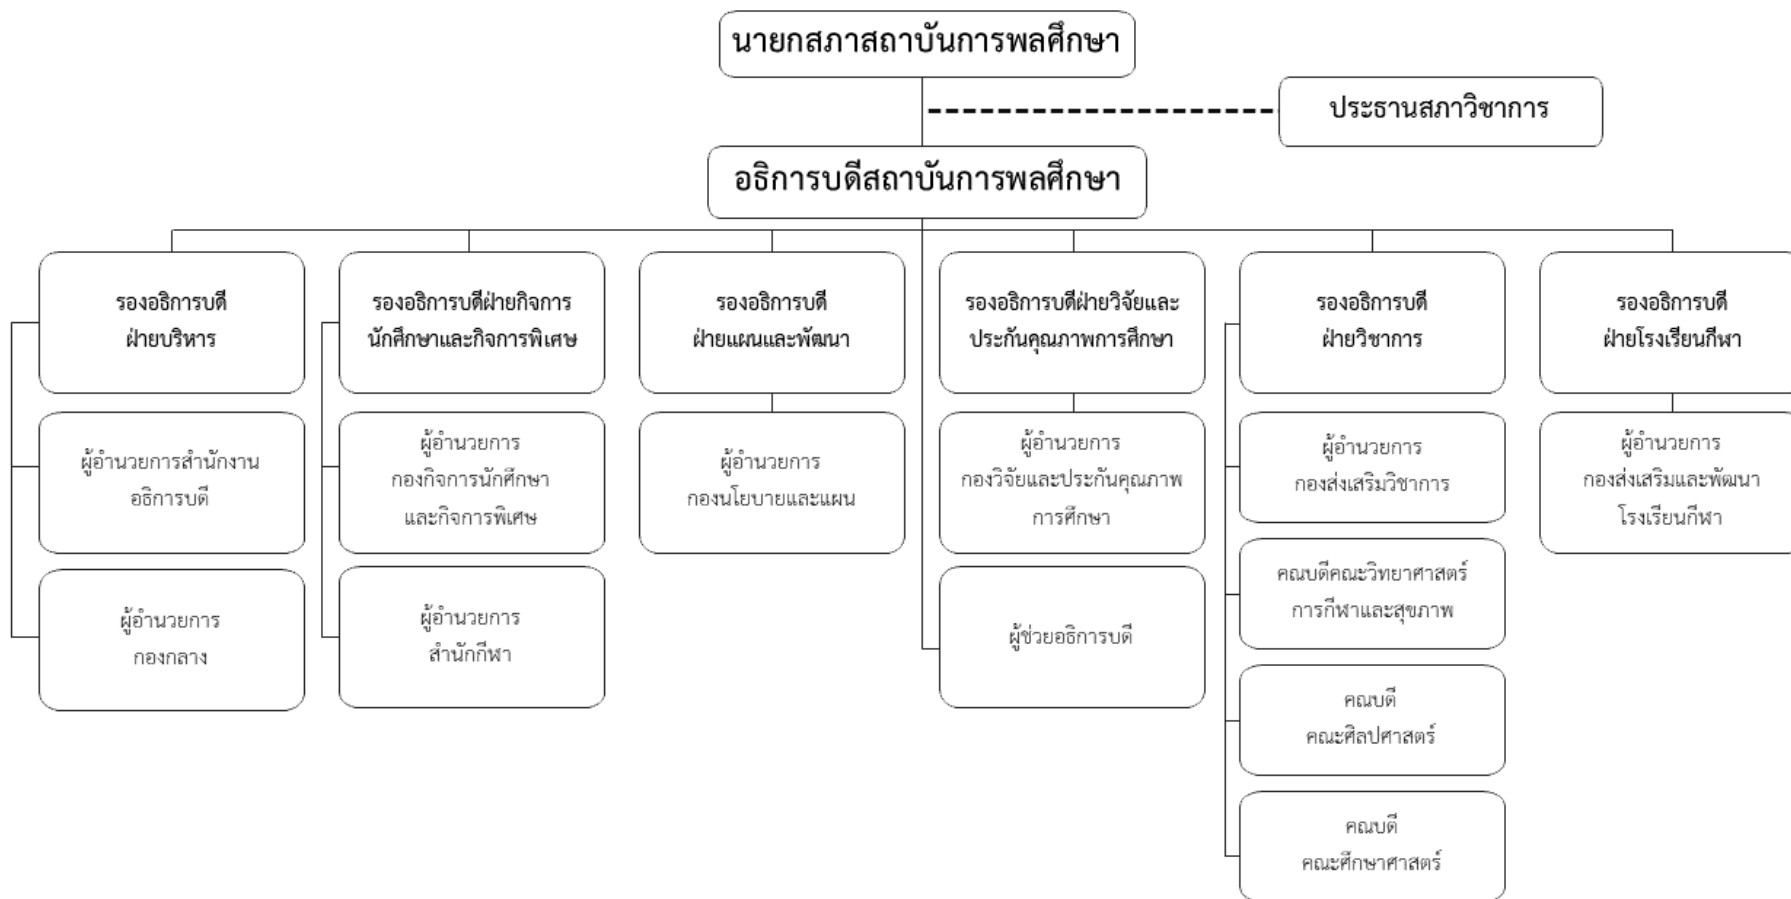 นายกสภาสถาบันการพลศึกษา
ประธานสภาวิชาการ
อธิการบดีสถาบันการพลศึกษา
รองอธิการบดี
ฝ่ายบริหาร
รองอธิการบดีฝ่ายกิจการ
นักศึกษาและกิจการพิเศษ
รองอธิการบดี
ฝ่ายแผนและพัฒนา
รองอธิการบดีฝ่ายวิจัยและ
ประกันคุณภาพการศึกษา
รองอธิการบดี
ฝ่ายวิชาการ
รองอธิการบดี
ฝ่ายโรงเรียนกีฬา
ผู้อำนวยการสำนักงาน
อธิการบดี
ผู้อำนวยการ
กองกิจการนักศึกษา
และกิจการพิเศษ
ผู้อำนวยการ
กองนโยบายและแผน
ผู้อำนวยการ
กองวิจัยและประกันคุณภาพ
การศึกษา
ผู้อำนวยการ
กองส่งเสริมวิชาการ
ผู้อำนวยการ
กองส่งเสริมและพัฒนา
โรงเรียนกีฬา
ผู้อำนวยการ
กองกลาง
ผู้อำนวยการ
สำนักกีฬา
ผู้ช่วยอธิการบดี
คณบดีคณะวิทยาศาสตร์
การกีฬาและสุขภาพ
คณบดี
คณะศิลปศาสตร์
คณบดี
คณะศึกษาศาสตร์